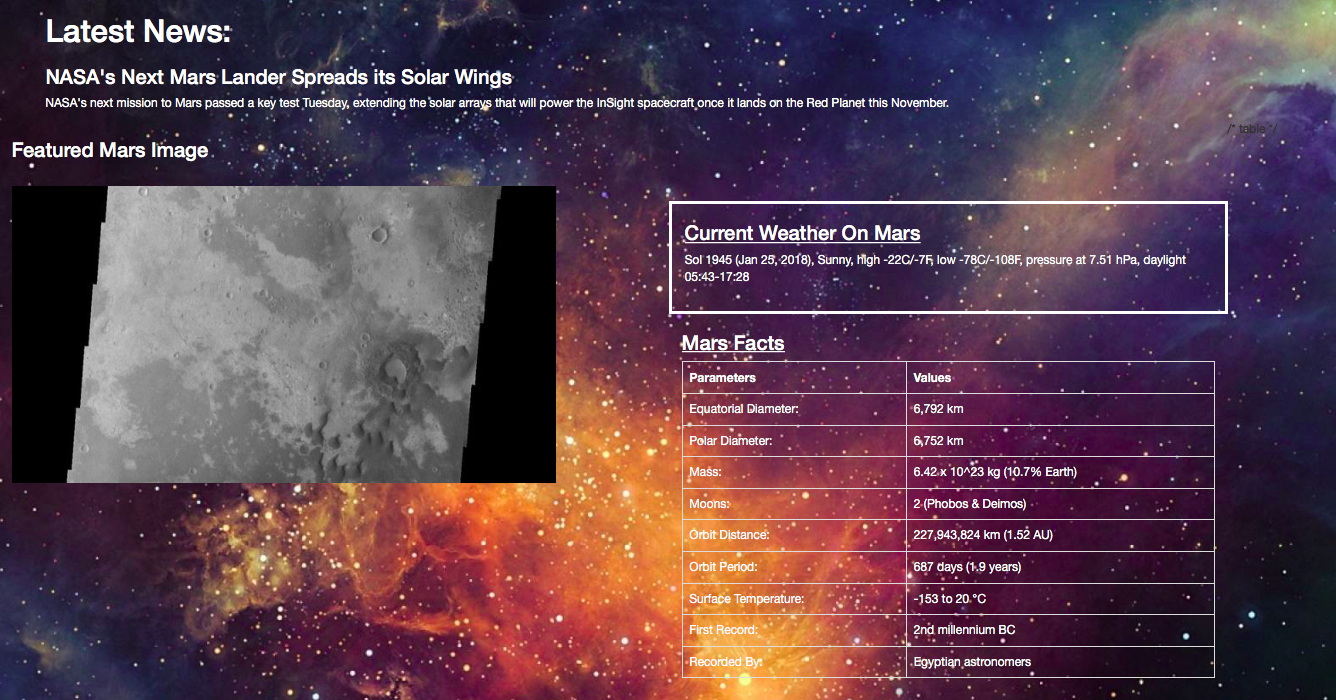 Latest News:
NASA's Next Mars Lander Spreads its Solar Wings
NASA's next mission to Mars passed a key test Tuesday, extending the solar arrays that will power the InSight spacecraft once it lands on the Red Planet this November.
/* table */
Featured Mars Image
Current Weather On Mars
Sol 1945 (Jan 25, 2018), Sunny, high -22C/-7F, low -78C/-108F, pressure at 7.51 hPa, daylight
05:43-17:28
Mars Facts
Parameters Values
Equatorial Diameter: 6,792 km
Polar Diameter: 6,752 km
Mass: 6.42 x 10^23 kg (10.7% Earth)
Moons: 2 (Phobos & Deimos)
Orbit Distance: 227,943,824 km (1.52 AU)
Orbit Period: 687 days (1.9 years)
Surface Temperature: -153 to 20 °C
First Record: 2nd millennium BC
Recorded By: Egyptian astronomers